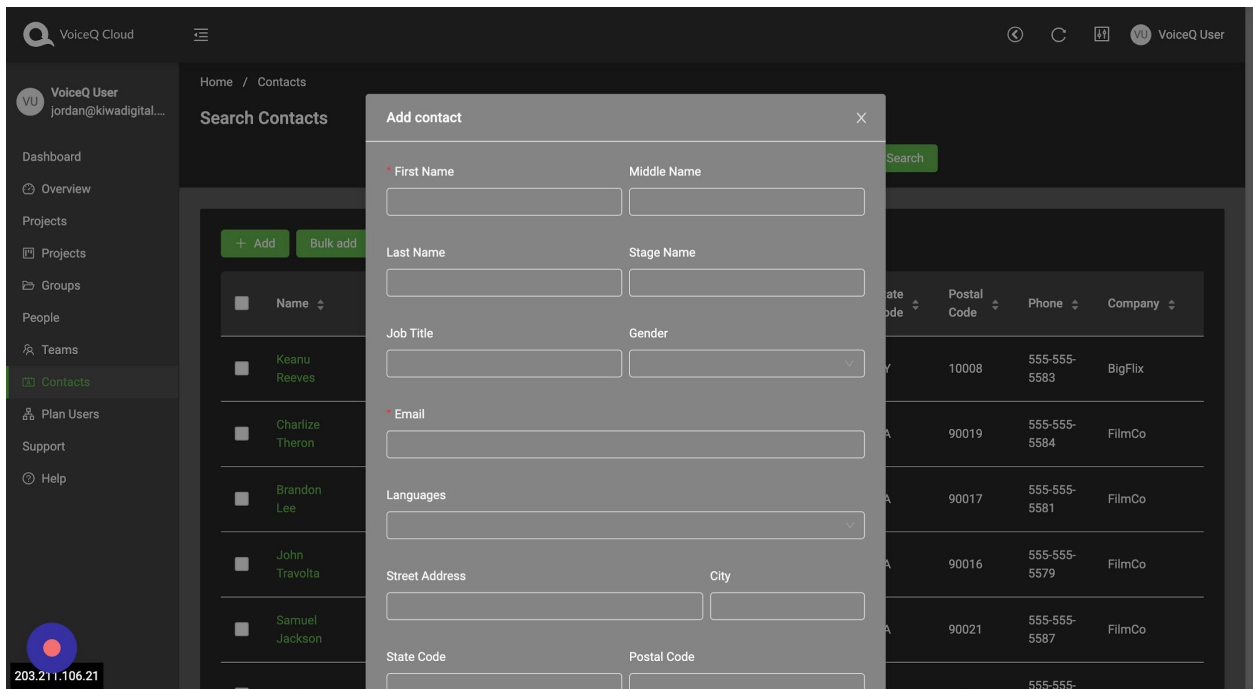 VoiceQ Cloud
VU VoiceQ User
VU VoiceQ User
jordan@kiwadigital....
Dashboard
Overview
Projects
Projects
Groups
People
Teams
Contacts
Plan Users
Support
Help
203.211.106.21
Home / Contacts
Search Contacts
Search
+ Add Bulk add
Name Postal Code Phone Company
Keanu Reeves 10008 555-555-5583 BigFlix
Charlize Theron 90019 555-555-5584 FilmCo
Brandon Lee 90017 555-555-5581 FilmCo
John Travolta 90016 555-555-5579 FilmCo
Samuel Jackson 90021 555-555-5587 FilmCo
555-555-
Add contact
* First Name Middle Name
Last Name Stage Name
Job Title Gender
* Email
Languages
Street Address City
State Code Postal Code